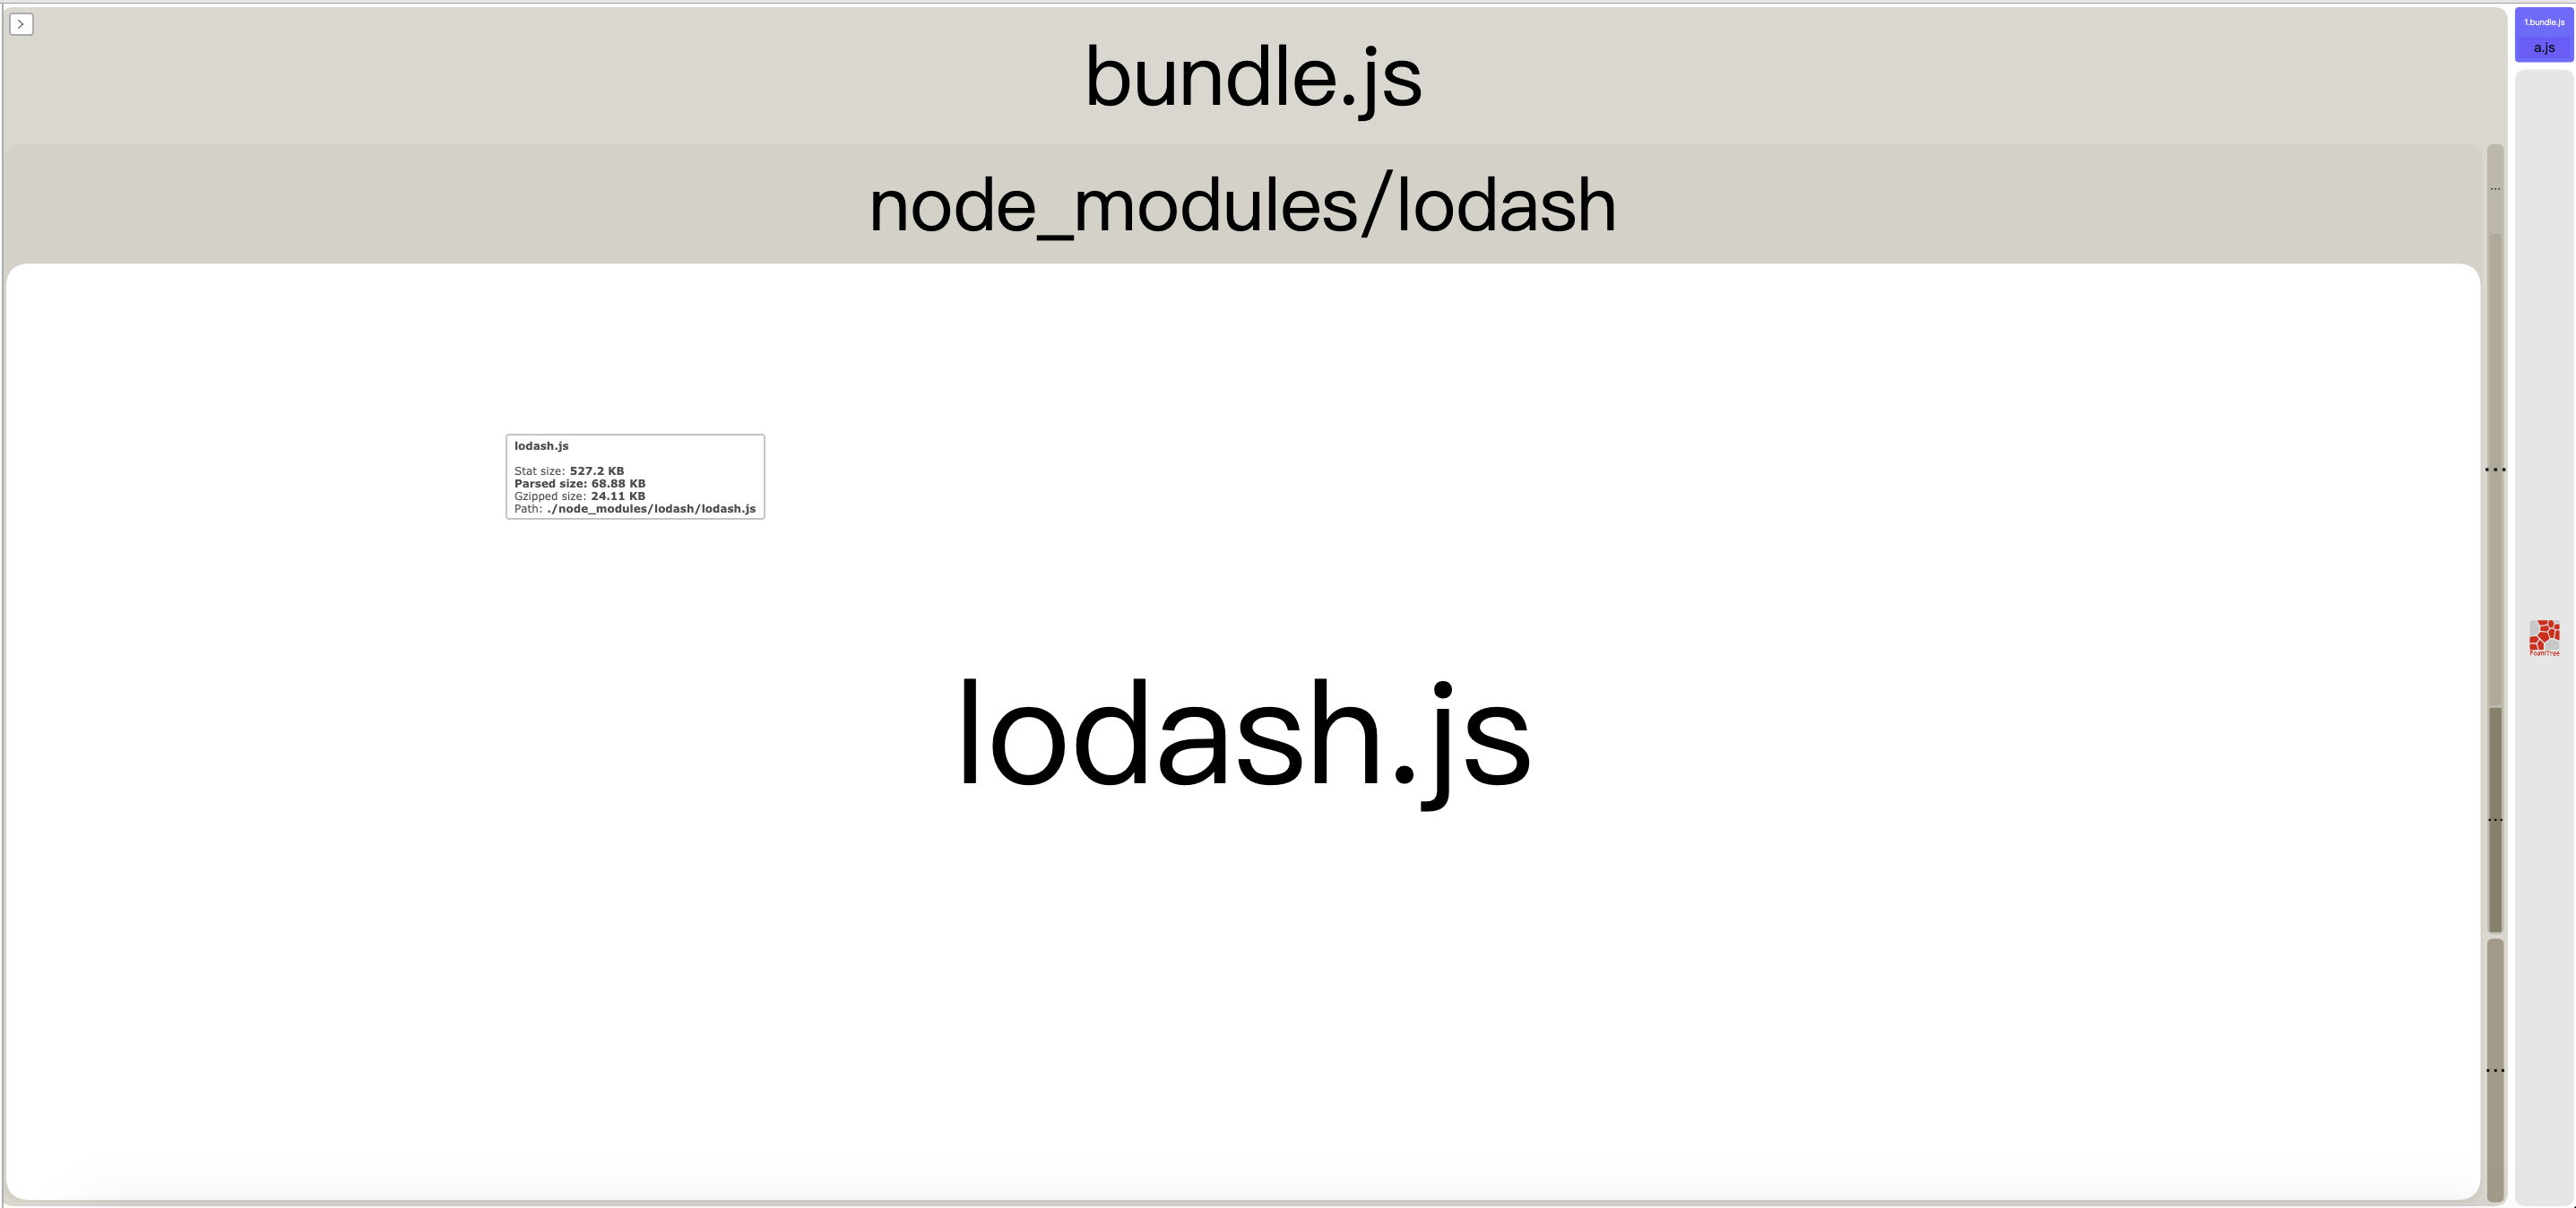 >
bundle.js
1.bundle.js
a.js
node_modules/lodash
...
lodash.js
Stat size: 527.2 KB
Parsed size: 68.88 KB
Gzipped size: 24.11 KB
Path: ./node_modules/lodash/lodash.js
...
FoamTree
lodash.js
...
...